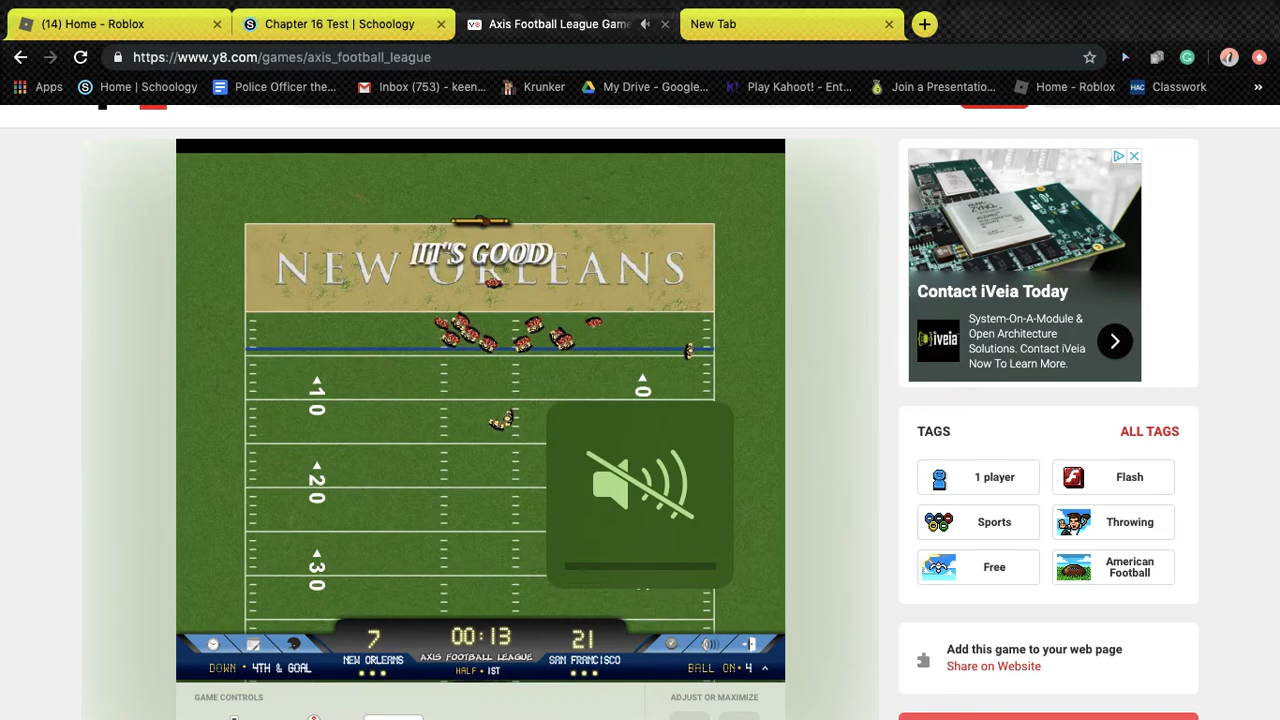 (14) Home - Roblox
Chapter 16 Test | Schoology
Axis Football League Game
New Tab
https://www.y8.com/games/axis_football_league
Apps
Home | Schoology
Police Officer the...
Inbox (753) - keen...
Krunker
My Drive - Google...
Play Kahoot! - Ent...
Join a Presentatio...
Home - Roblox
HAC
Classwork
»
IT'S GOOD
NEW ORLEANS
10
0
20
30
7
00:13
21
NEW ORLEANS
AXIS FOOTBALL LEAGUE
SAN FRANCISCO
DOWN • 4TH & GOAL
HALF • 1ST
BALL ON • 4
GAME CONTROLS
ADJUST OR MAXIMIZE
Contact iVeia Today
System-On-A-Module &
Open Architecture
Solutions. Contact iVeia
Now To Learn More.
iveia
TAGS
ALL TAGS
1 player
Flash
Sports
Throwing
Free
American
Football
Add this game to your web page
Share on Website